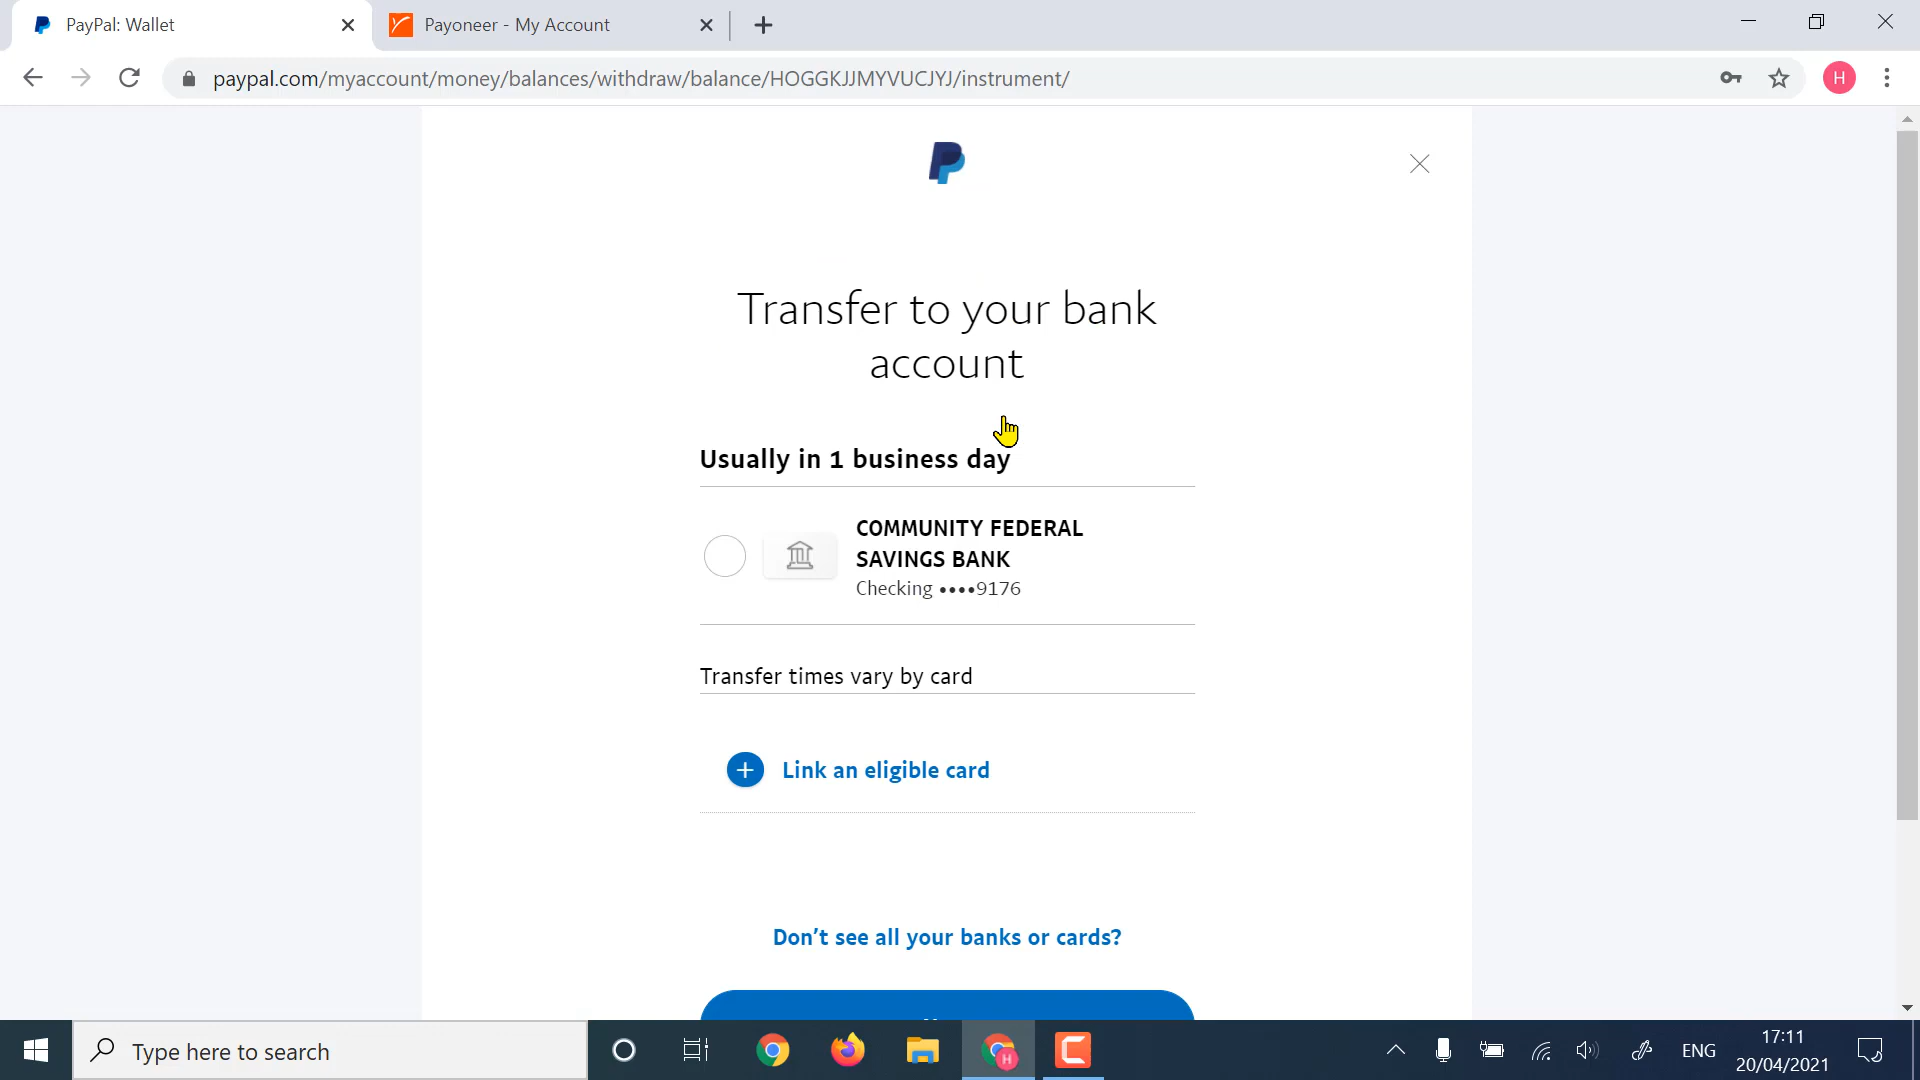 PayPal: Wallet
Payoneer - My Account
paypal.com/myaccount/money/balances/withdraw/balance/HOGGKJJMYVUCJYJ/instrument/
H
Transfer to your bank
account
Usually in 1 business day
COMMUNITY FEDERAL
SAVINGS BANK
Checking ••••9176
Transfer times vary by card
Link an eligible card
Don't see all your banks or cards?
Type here to search
H
ENG
17:11
20/04/2021